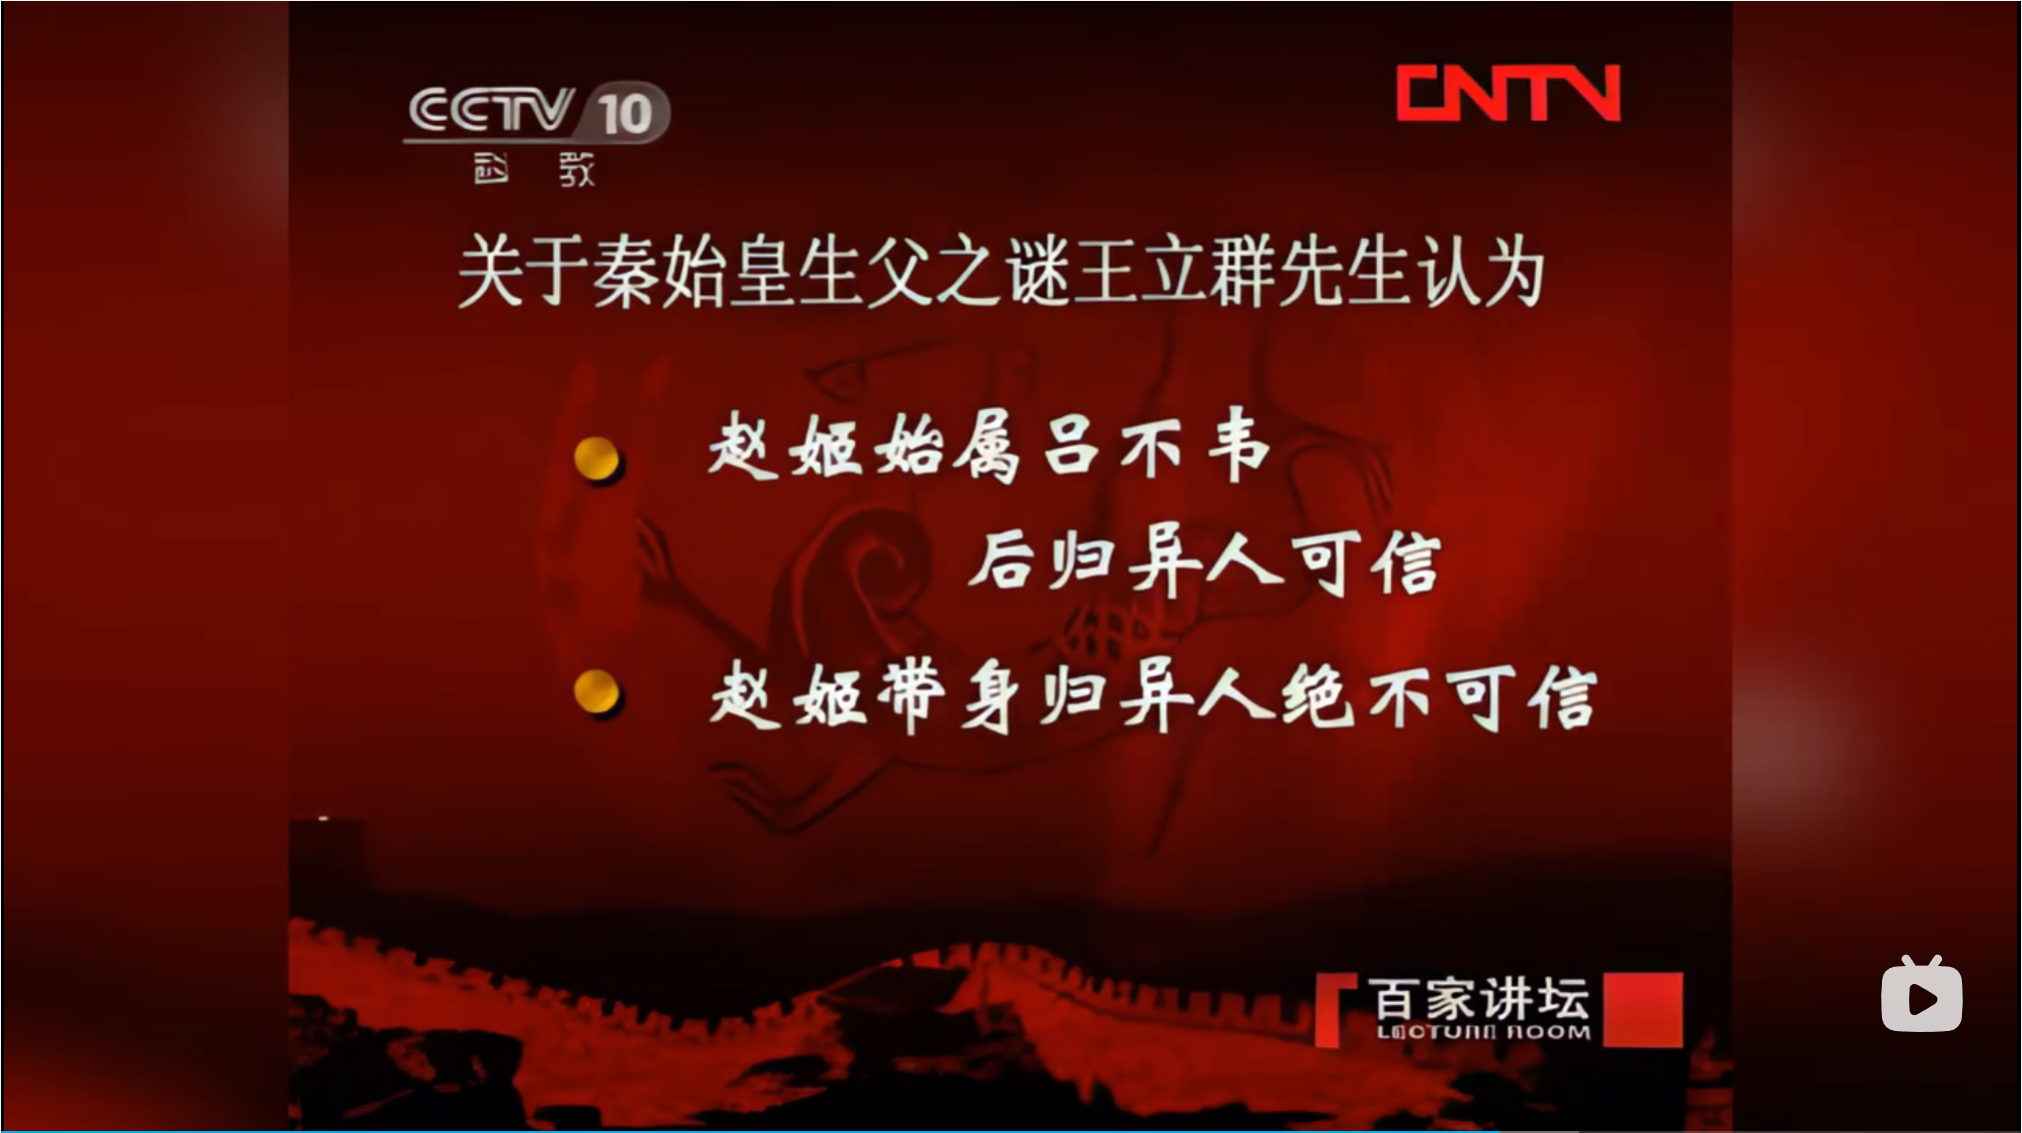 CCTV 10
CNTV
关于秦始皇生父之谜王立群先生认为
赵姬始属吕不韦
后归异人可信
赵姬带身归异人绝不可信
百家讲坛
LECTURE ROOM